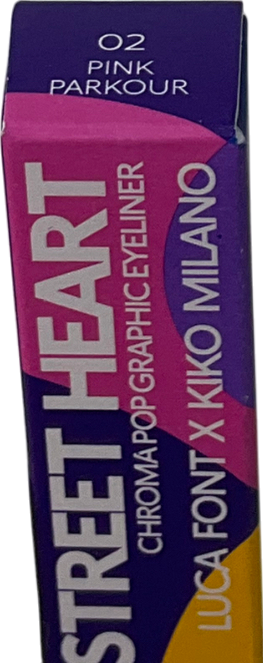 02
PINK
PARKOUR
STREET HEART
CHROMA POP GRAPHIC EYELINER
LUCA FONT X KIKO MILANO